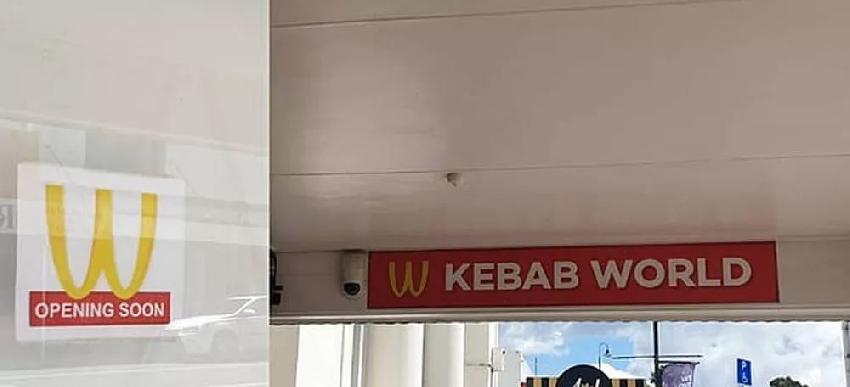 W
OPENING SOON
W KEBAB WORLD
P